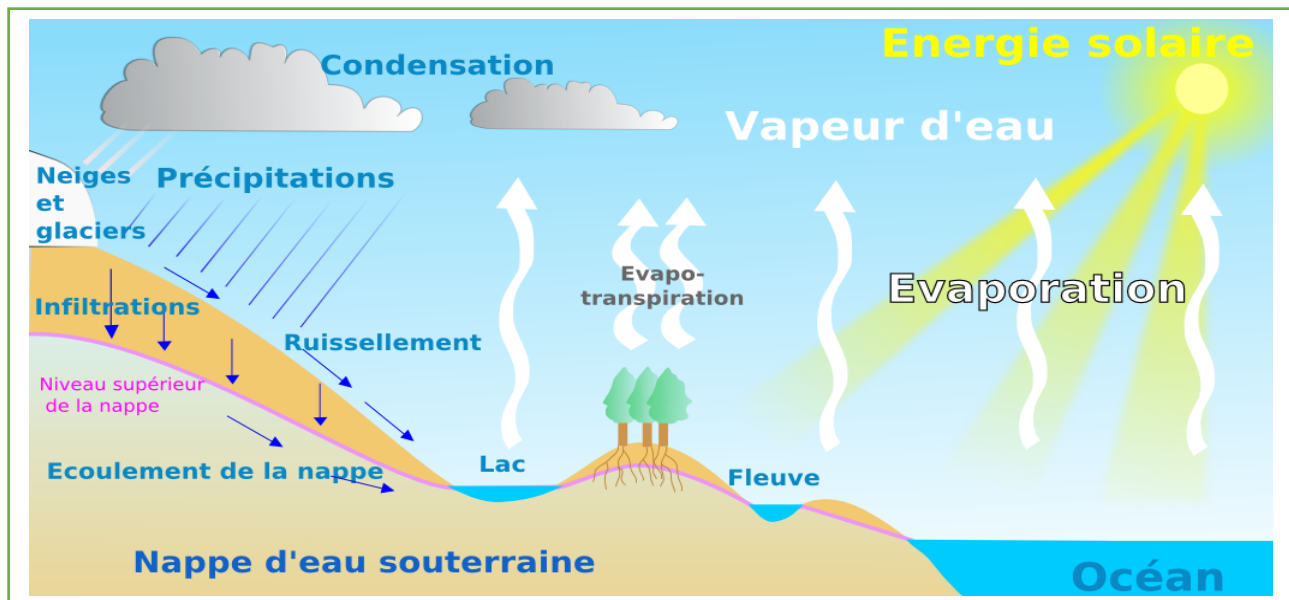 Energie solaire
Condensation
Vapeur d'eau
Neiges
et
glaciers
Précipitations
Evapo-
transpiration
Evaporation
Infiltrations
Ruissellement
Niveau supérieur
de la nappe
Ecoulement de la nappe
Lac
Fleuve
Nappe d'eau souterraine
Océan